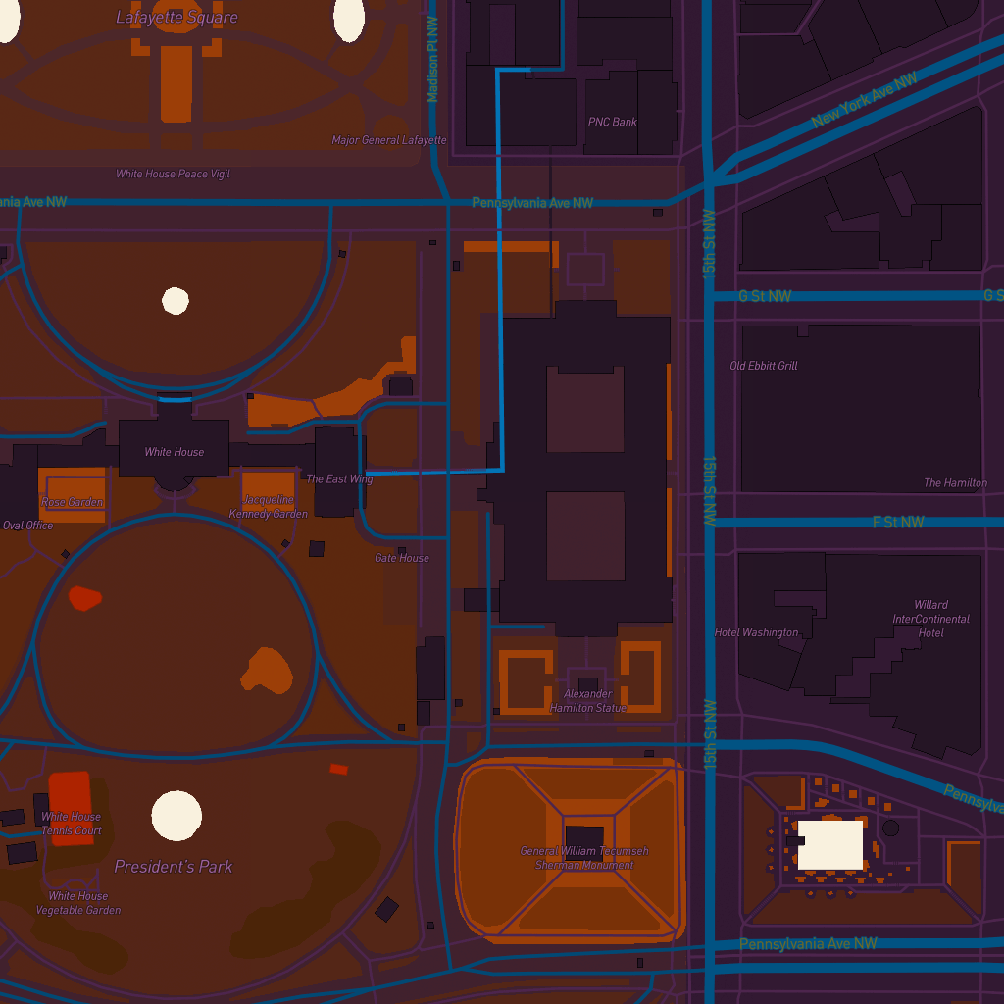 Lafayette Square
Madison Pl NW
New York Ave NW
PNC Bank
Major General Lafayette
White House Peace Vigil
ania Ave NW
Pennsylvania Ave NW
15th St NW
G St NW
G S
Old Ebbitt Grill
White House
The East Wing
15th St NW
The Hamilton
Rose Garden
Jacqueline
Kennedy Garden
Oval Office
F St NW
Gate House
Willard
InterContinental
Hotel
Hotel Washington
Alexander
Hamilton Statue
15th St NW
Pennsylva
White House
Tennis Court
General William Tecumseh
Sherman Monument
President's Park
White House
Vegetable Garden
Pennsylvania Ave NW